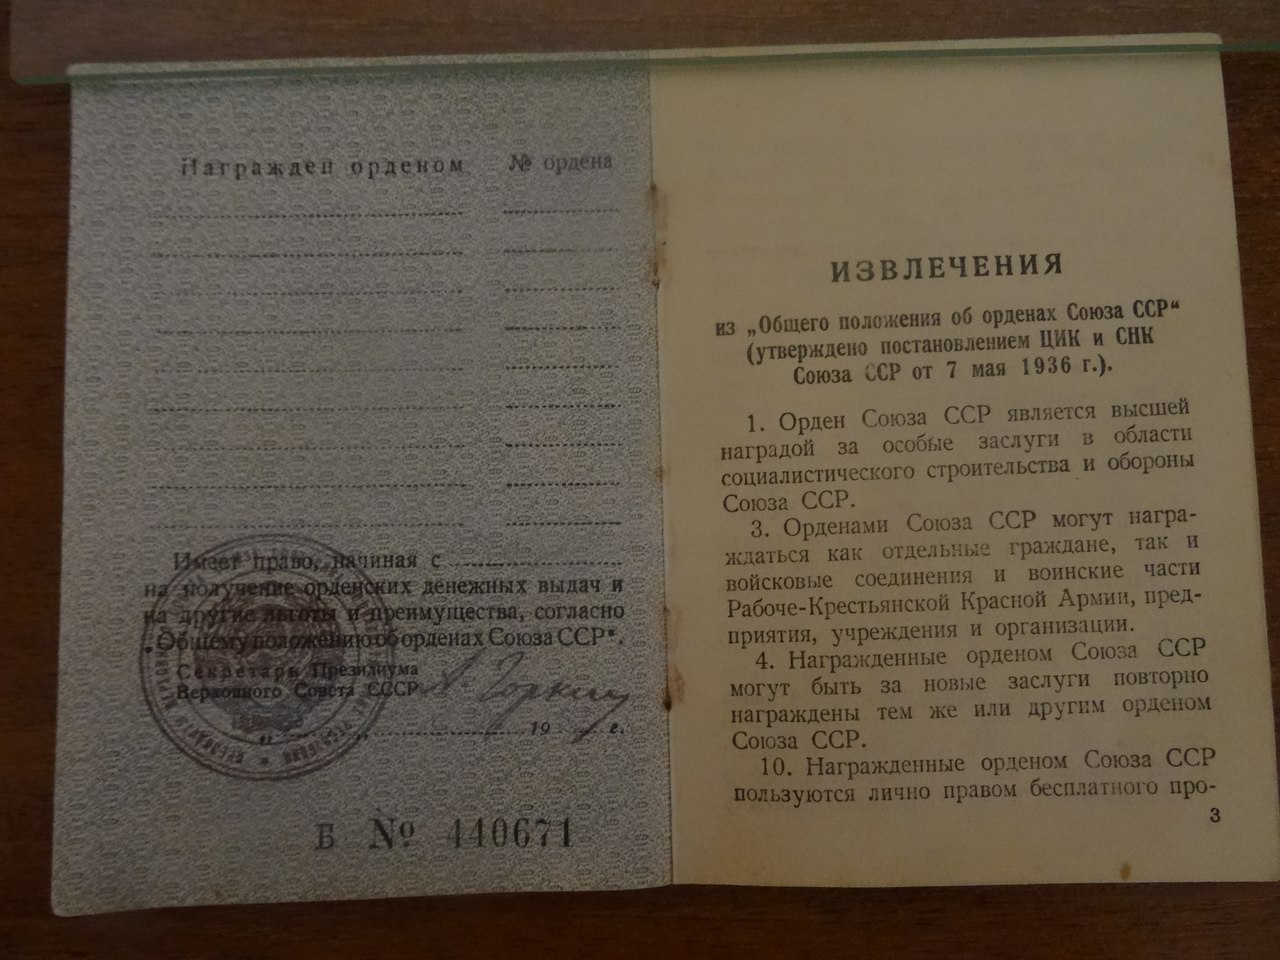 Награжден орденом № ордена
Имеет право, начиная с
на получение орденских денежных выдач и
на другие льготы и преимущества, согласно
„Общему положению об орденах Союза ССР“.
Секретарь Президиума
Верховного Совета СССР
19 г.
Б № 440671
ИЗВЛЕЧЕНИЯ
из „Общего положения об орденах Союза ССР“
(утверждено постановлением ЦИК и СНК
Союза ССР от 7 мая 1936 г.).
1. Орден Союза ССР является высшей
наградой за особые заслуги в области
социалистического строительства и обороны
Союза ССР.
3. Орденами Союза ССР могут награ-
ждаться как отдельные граждане, так и
войсковые соединения и воинские части
Рабоче-Крестьянской Красной Армии, пред-
приятия, учреждения и организации.
4. Награжденные орденом Союза ССР
могут быть за новые заслуги повторно
награждены тем же или другим орденом
Союза ССР.
10. Награжденные орденом Союза ССР
пользуются лично правом бесплатного про-
3